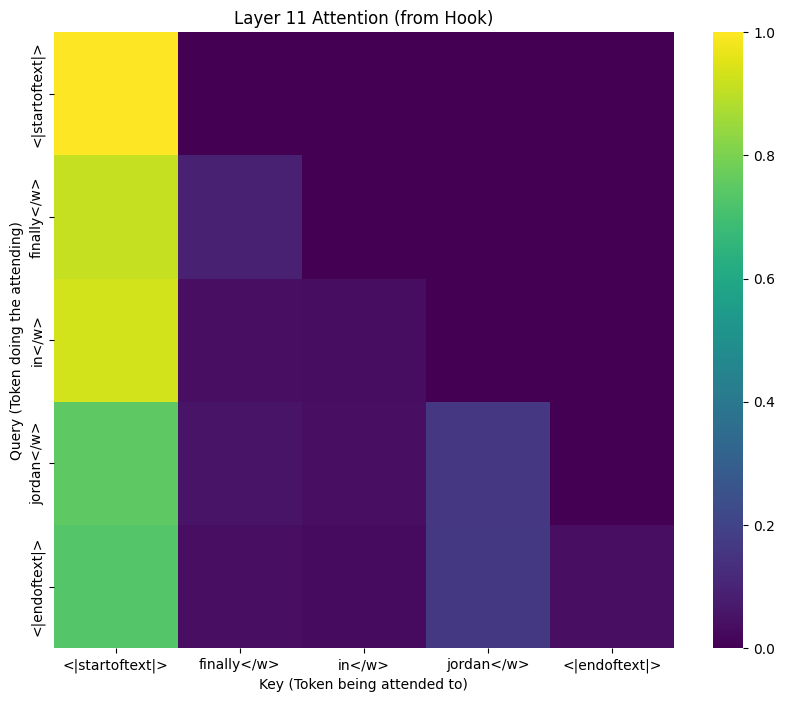 Layer 11 Attention (from Hook)
Query (Token doing the attending)
<|startoftext|>
finally</w>
in</w>
jordan</w>
<|endoftext|>
<|startoftext|>
finally</w>
in</w>
jordan</w>
<|endoftext|>
Key (Token being attended to)
1.0
0.8
0.6
0.4
0.2
0.0